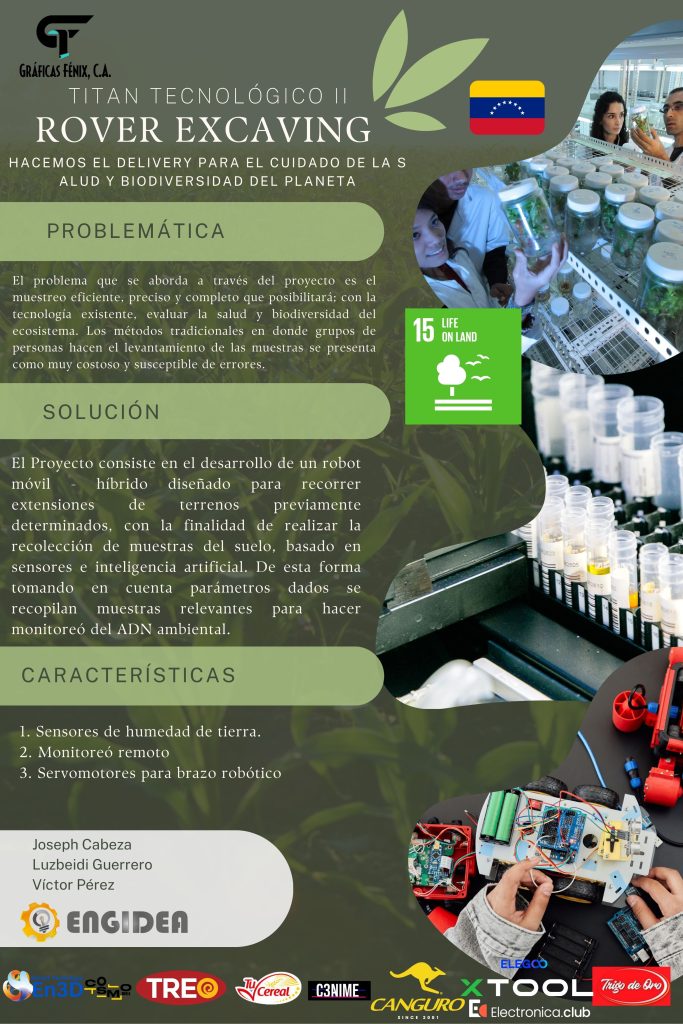 GRÁFICAS FÉNIX, C.A.
TITAN TECNOLÓGICO II
ROVER EXCAVING
HACEMOS EL DELIVERY PARA EL CUIDADO DE LA S
ALUD Y BIODIVERSIDAD DEL PLANETA
PROBLEMÁTICA
El problema que se aborda a través del proyecto es el
muestreo eficiente, preciso y completo que posibilitará; con la
tecnología existente, evaluar la salud y biodiversidad del
ecosistema. Los métodos tradicionales en donde grupos de
personas hacen el levantamiento de las muestras se presenta
como muy costoso y susceptible de errores.
15 LIFE
ON LAND
SOLUCIÓN
El Proyecto consiste en el desarrollo de un robot
móvil - híbrido diseñado para recorrer
extensiones de terrenos previamente
determinados, con la finalidad de realizar la
recolección de muestras del suelo, basado en
sensores e inteligencia artificial. De esta forma
tomando en cuenta parámetros dados se
recopilan muestras relevantes para hacer
monitoreó del ADN ambiental.
CARACTERÍSTICAS
1. Sensores de humedad de tierra.
2. Monitoreó remoto
3. Servomotores para brazo robótico
Joseph Cabeza
Luzbeidi Guerrero
Víctor Pérez
ENGIDEA
En3D
COSMO
TREO
Tu
Cereal
C3NIME
CANGURO
SINCE 2001
ELEGOO
XTOOL
Electronica.club
Trigo de Oro